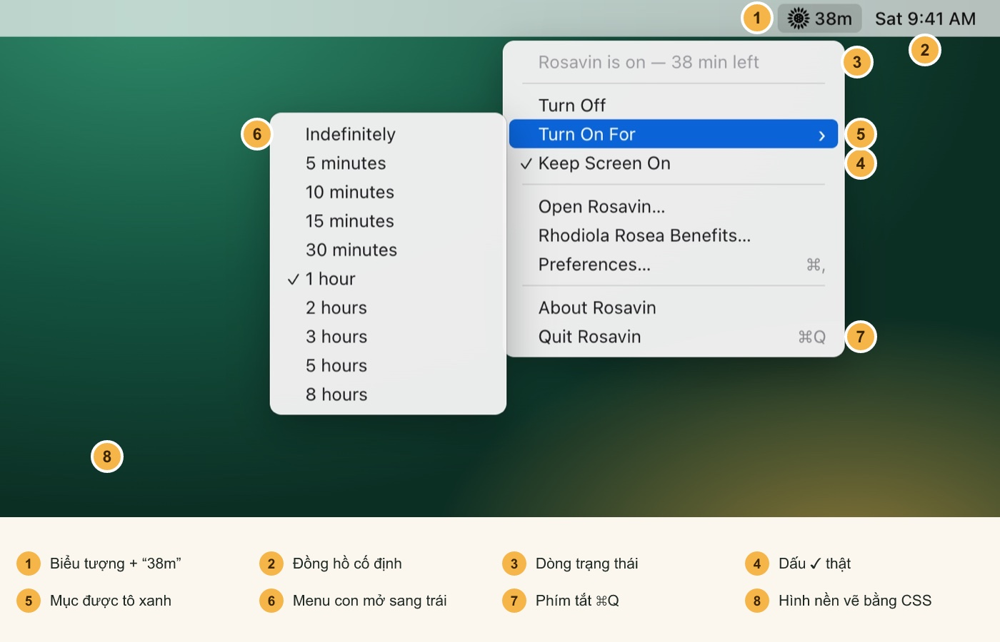 1 38m Sat 9:41 AM
2
Rosavin is on — 38 min left 3
Turn Off
Turn On For › 5
✓ Keep Screen On 4
Open Rosavin...
Rhodiola Rosea Benefits...
Preferences... ⌘,
About Rosavin
Quit Rosavin ⌘Q 7
6 Indefinitely
5 minutes
10 minutes
15 minutes
30 minutes
✓ 1 hour
2 hours
3 hours
5 hours
8 hours
8
1 Biểu tượng + “38m”
2 Đồng hồ cố định
3 Dòng trạng thái
4 Dấu ✓ thật
5 Mục được tô xanh
6 Menu con mở sang trái
7 Phím tắt ⌘Q
8 Hình nền vẽ bằng CSS